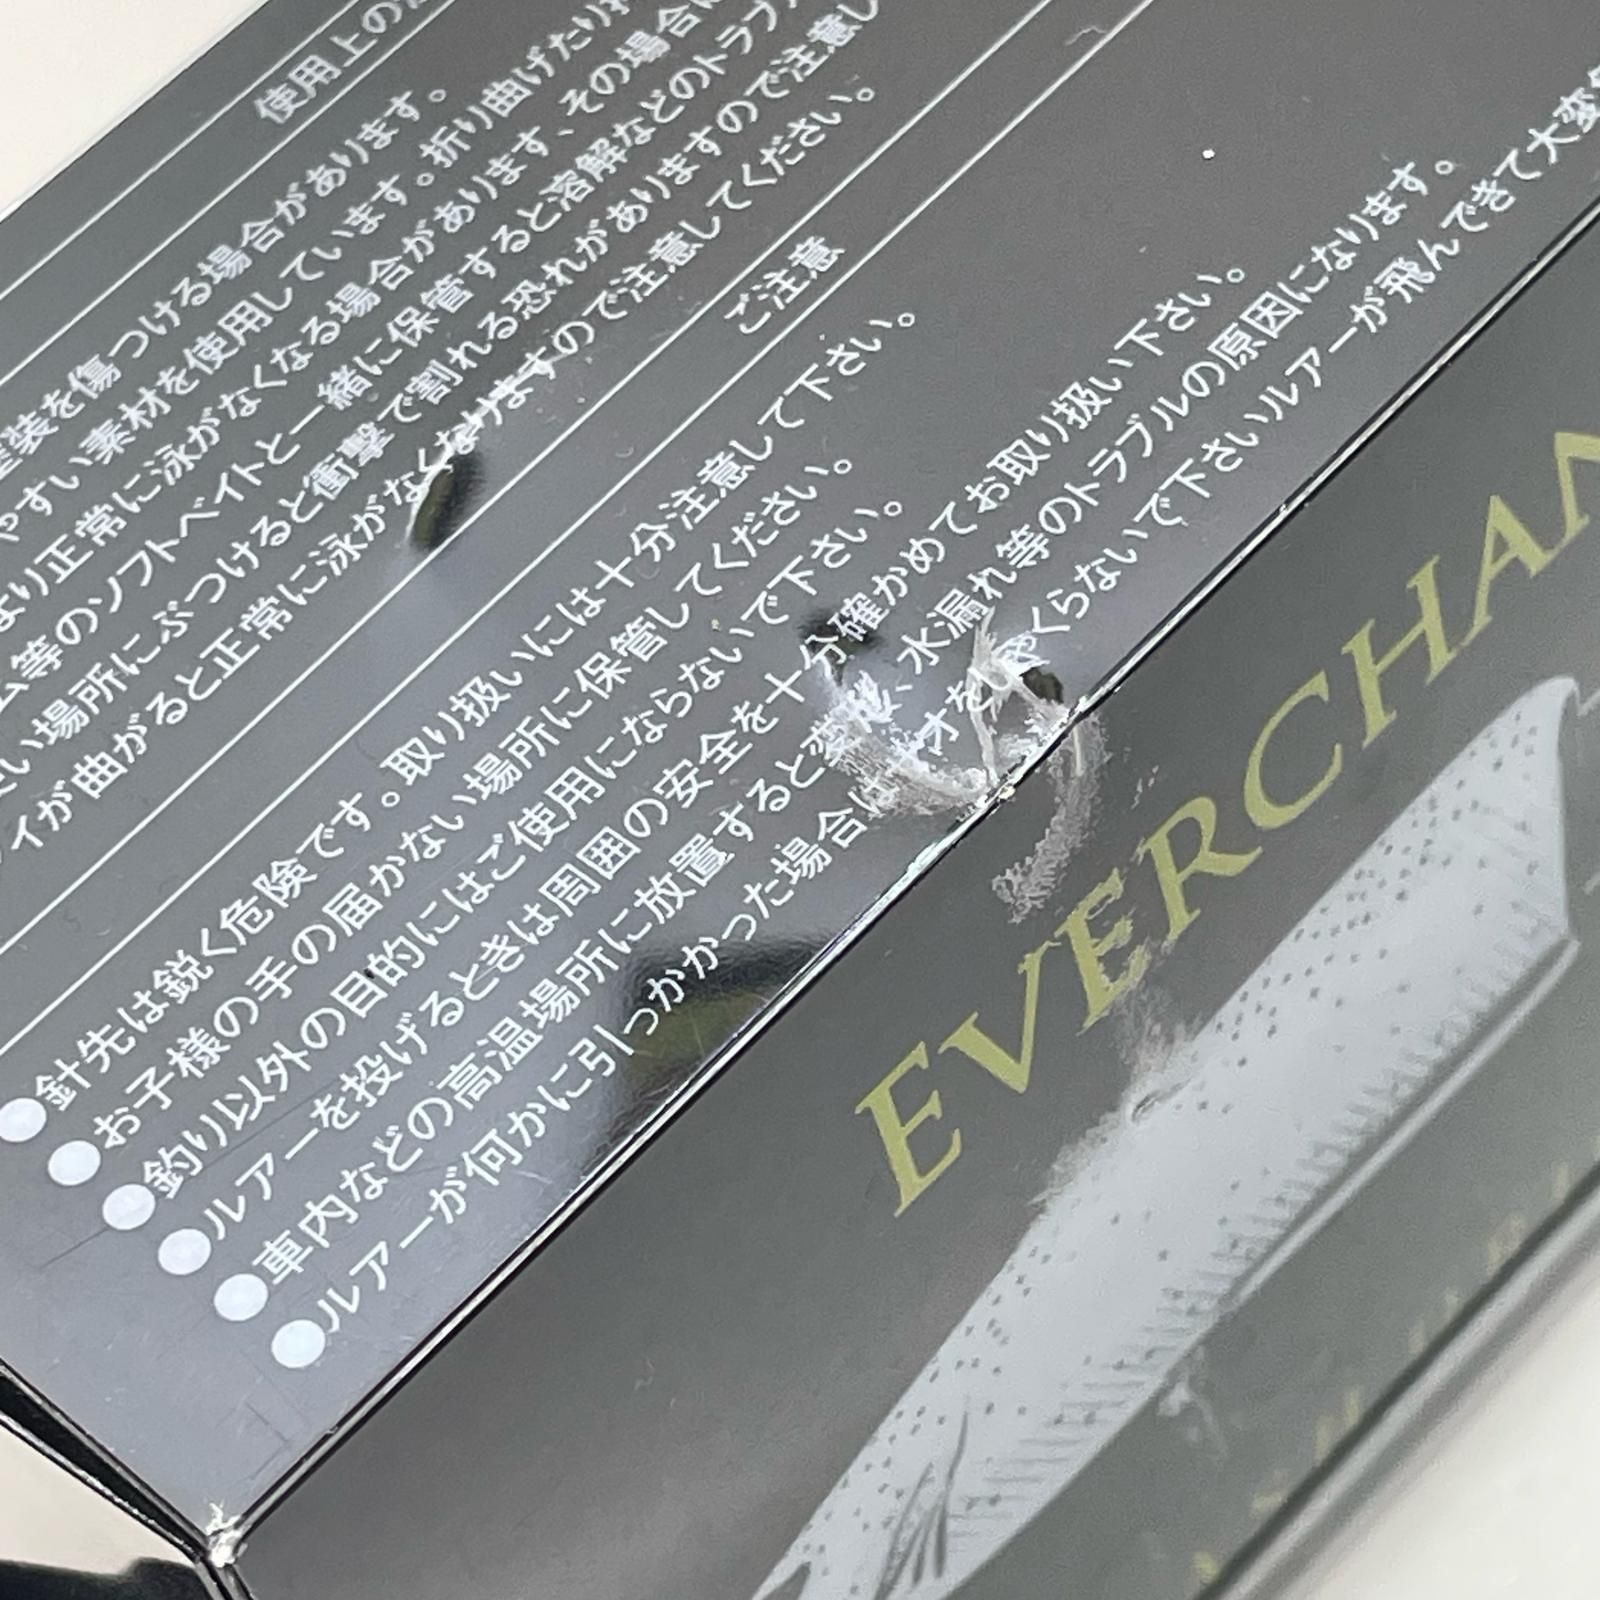 使用上の注
塗装を傷つける場合があります。
やすい素材を使用しています。折り曲げたり
より正常に泳がなくなる場合があります、その場合に
ム等のソフトベイトと一緒に保管すると溶解などのトラブ
い場所にぶつけると衝撃で割れる恐れがありますので注意し
イが曲がると正常に泳がなくなりますので注意してください。
ご注意
●針先は鋭く危険です。取り扱いには十分注意して下さい。
●お子様の手の届かない場所に保管してください。
●釣り以外の目的にはご使用にならないで下さい。
●ルアーを投げるときは周囲の安全を十分確かめてお取り扱い下さい。
●車内などの高温場所に放置すると変形、水漏れ等のトラブルの原因になります。
●ルアーが何かに引っかかった場合は オを しゃくらないで下さいルアーが飛んできて大変
EVERCHAN